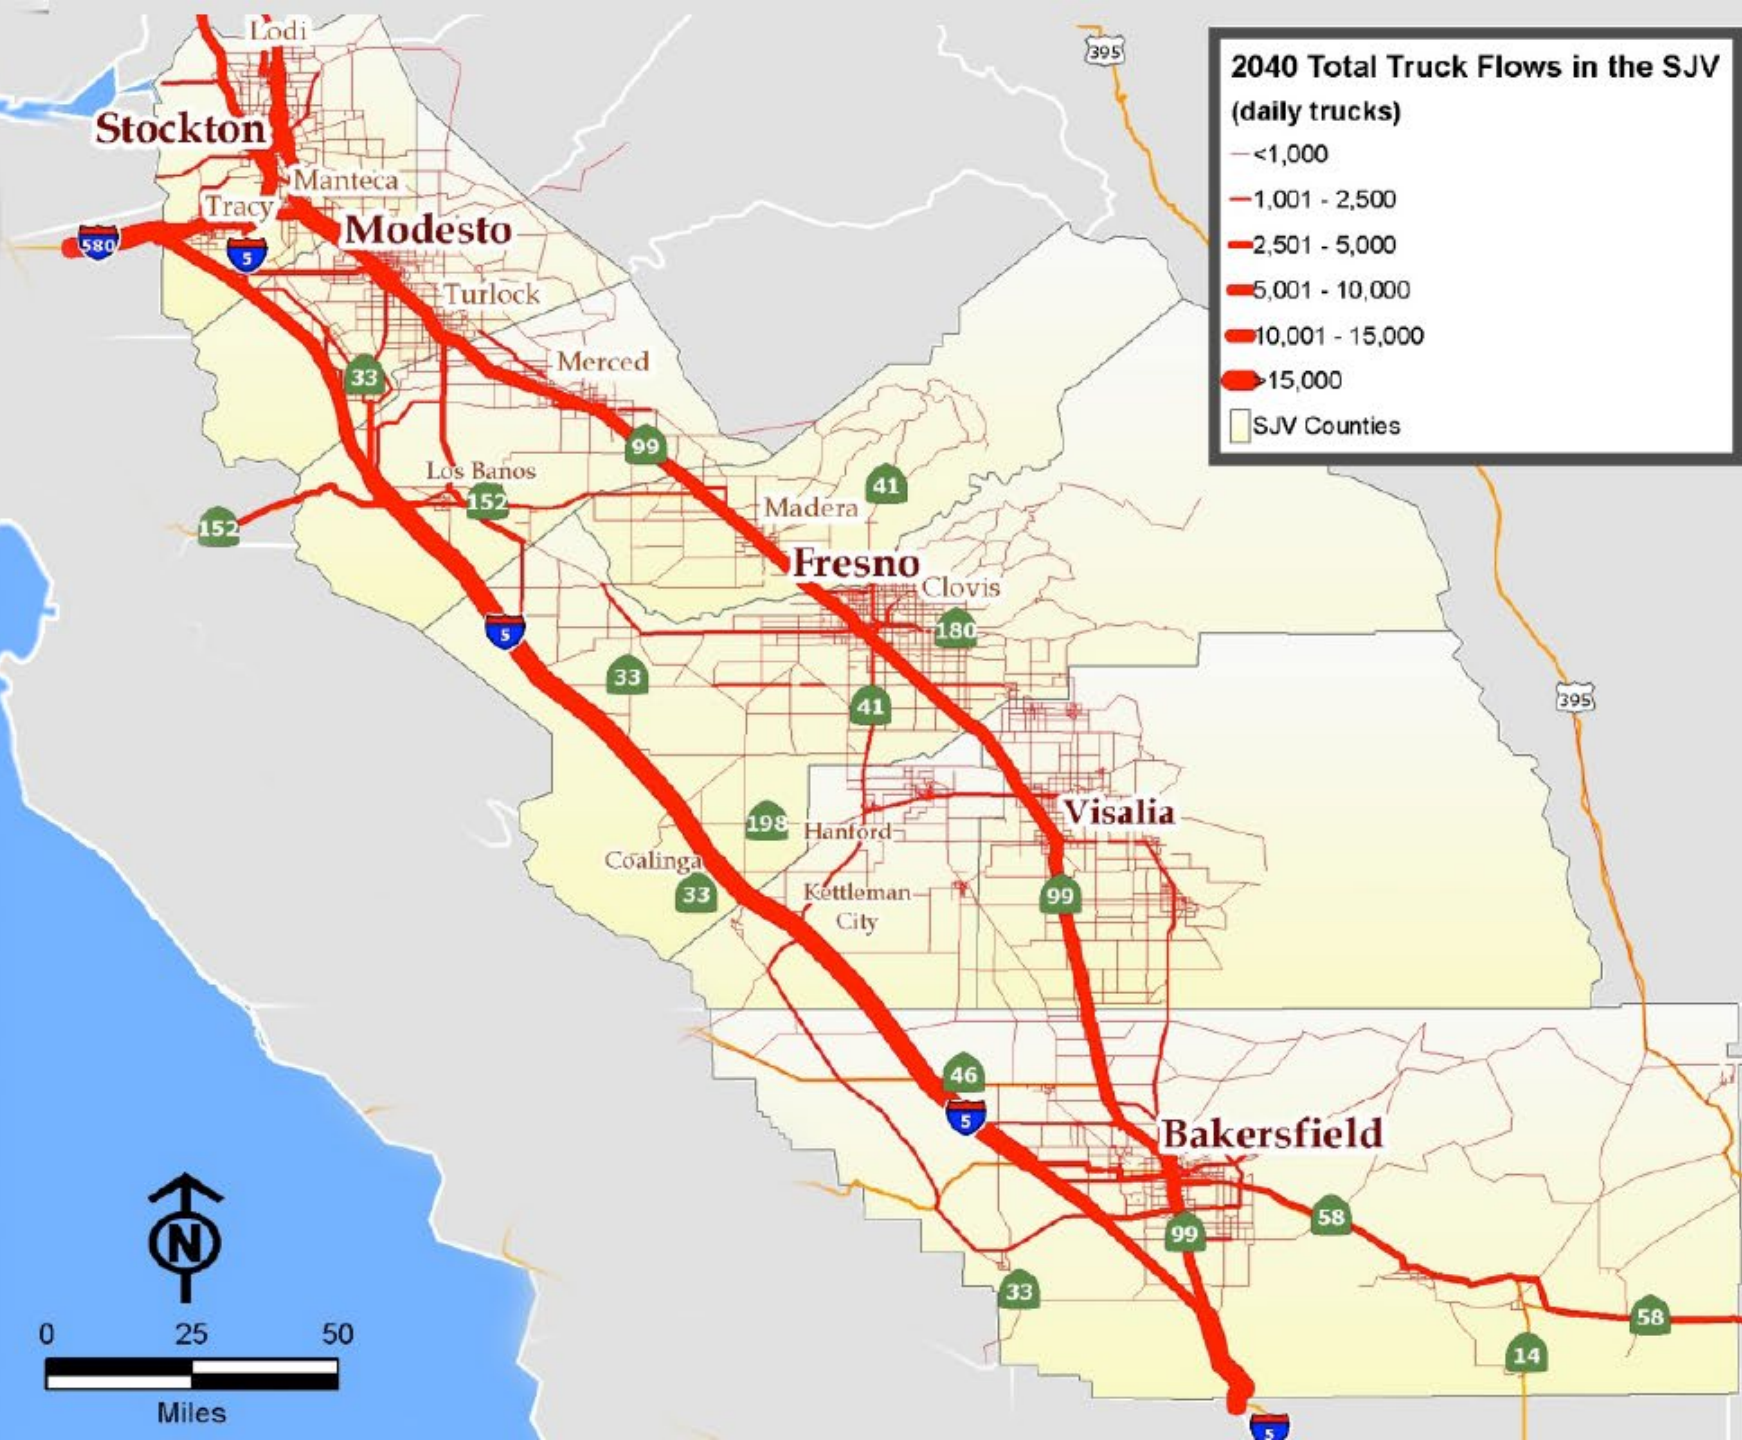 2040 Total Truck Flows in the SJV
(daily trucks)
<1,000
1,001 - 2,500
2,501 - 5,000
5,001 - 10,000
10,001 - 15,000
>15,000
SJV Counties
Lodi
395
Stockton
Manteca
Tracy
Modesto
580
5
Turlock
Merced
33
99
Los Banos
152
41
152
Madera
Fresno
Clovis
5
180
33
41
395
Visalia
198
Hanford
Coalinga
33
Kettleman
City
99
46
5
Bakersfield
58
99
33
58
14
5
N
0 25 50
Miles